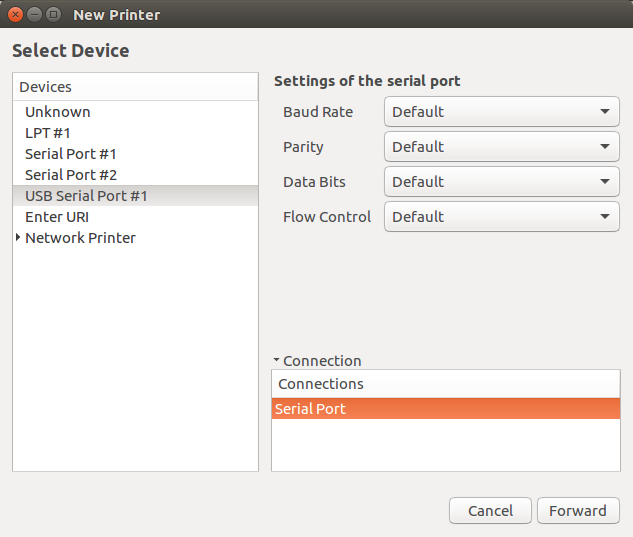 New Printer
Select Device
Devices
Unknown
LPT #1
Serial Port #1
Serial Port #2
USB Serial Port #1
Enter URI
Network Printer
Settings of the serial port
Baud Rate Default
Parity Default
Data Bits Default
Flow Control Default
Connection
Connections
Serial Port
Cancel Forward